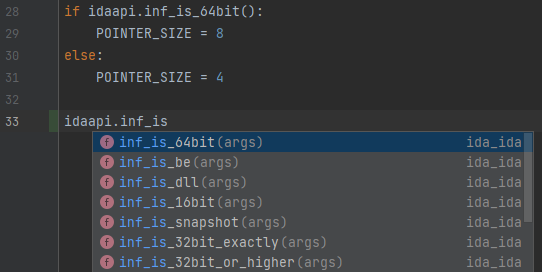 28 if idaapi.inf_is_64bit():
29 POINTER_SIZE = 8
30 else:
31 POINTER_SIZE = 4
32
33 idaapi.inf_is
f inf_is_64bit(args) ida_ida
f inf_is_be(args) ida_ida
f inf_is_dll(args) ida_ida
f inf_is_16bit(args) ida_ida
f inf_is_snapshot(args) ida_ida
f inf_is_32bit_exactly(args) ida_ida
f inf_is_32bit_or_higher(args) ida_ida